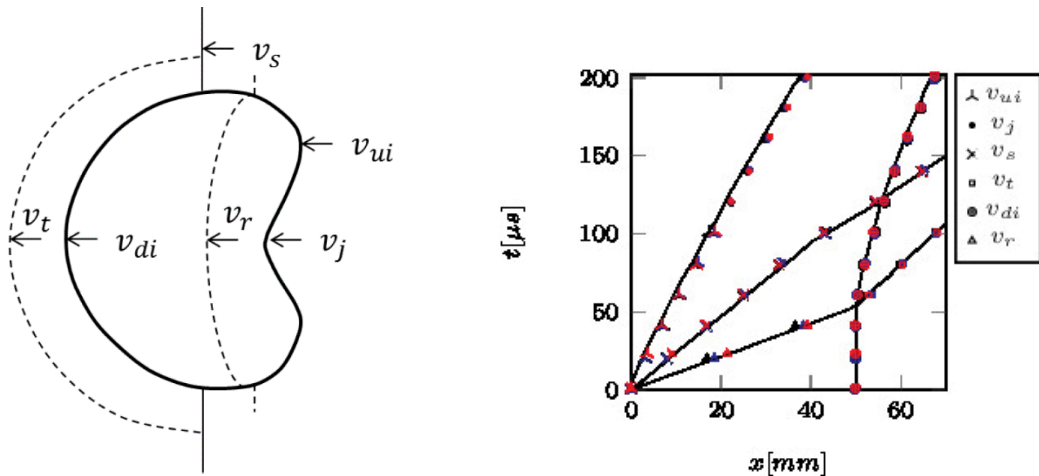 v_s
v_ui
v_t
v_r
v_di
v_j
200
150
100
50
0
t[μs]
0 20 40 60
x[mm]
v_ui
v_j
v_s
v_t
v_di
v_r